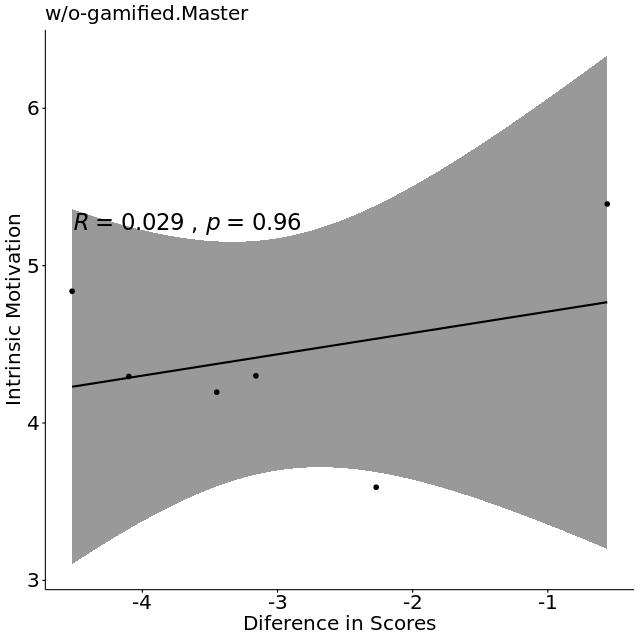 w/o-gamified.Master
6
R = 0.029 , p = 0.96
5
Intrinsic Motivation
4
3
-4 -3 -2 -1
Diference in Scores